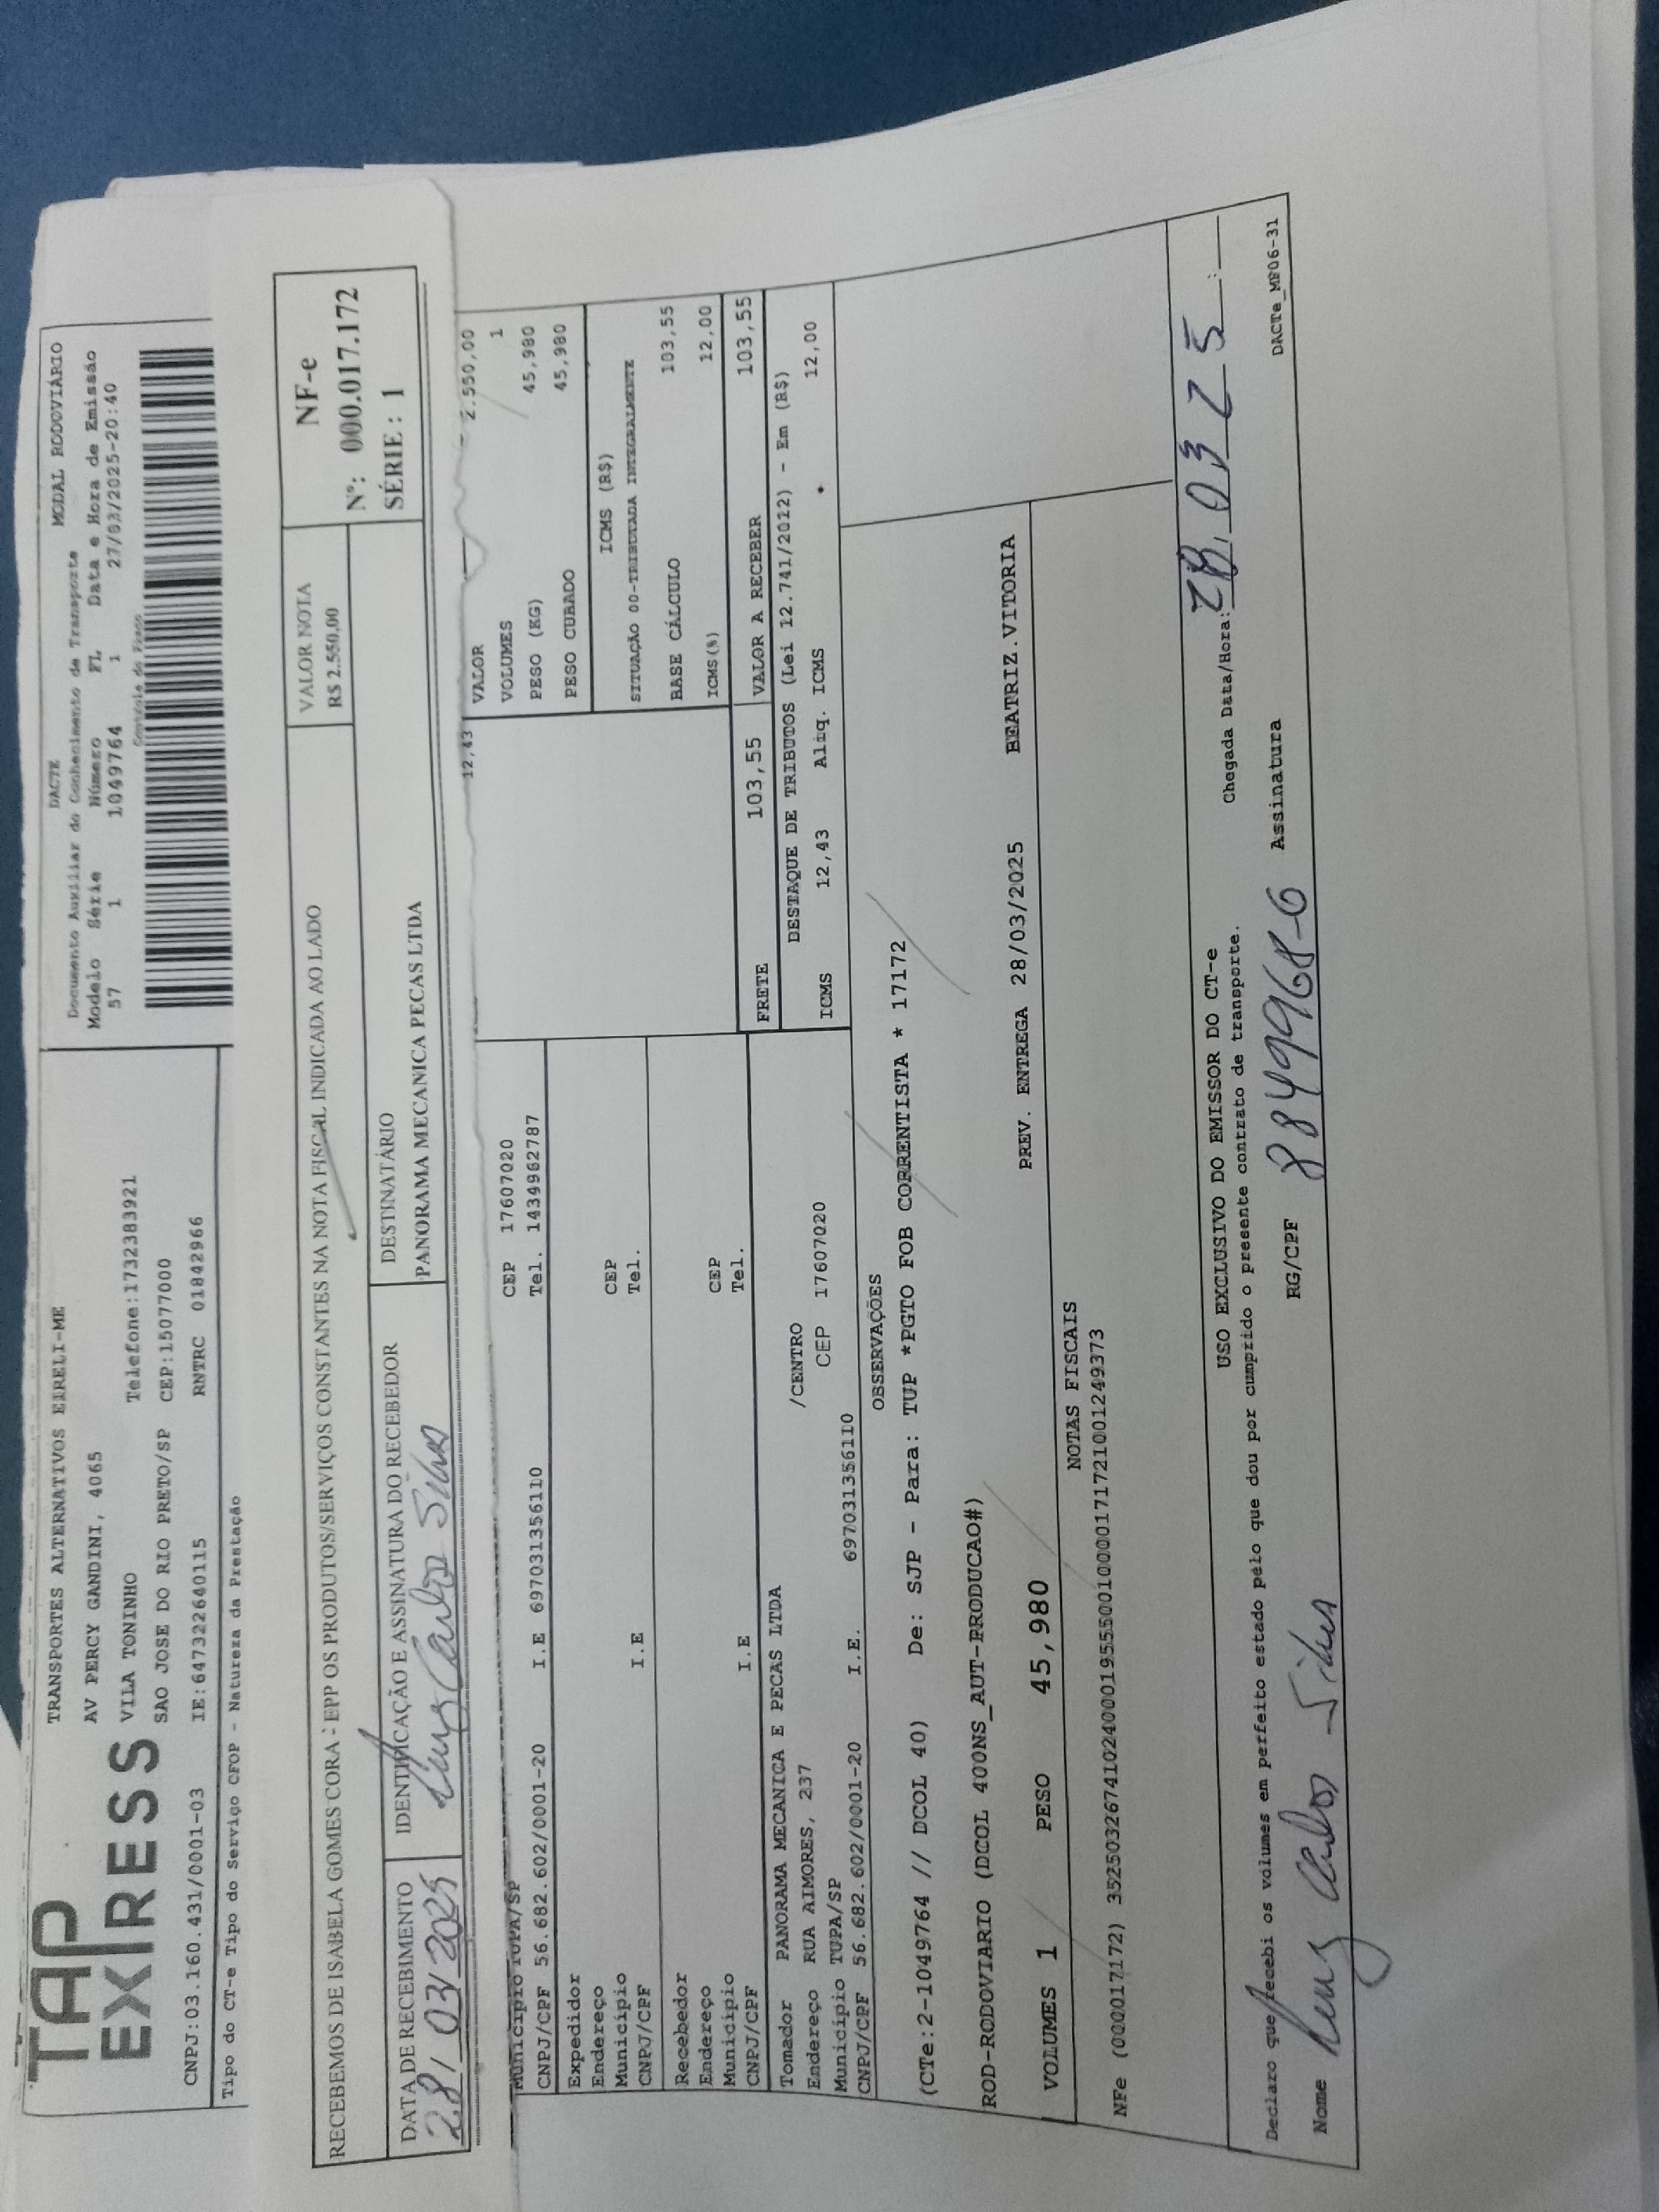 TAP
EXPRESS
TRANSPORTES ALTERNATIVOS EIRELI-ME
AV PERCY GANDINI, 4065
VILA TONINHO Telefone:1732383921
SAO JOSE DO RIO PRETO/SP CEP:15077000
CNPJ:03.160.431/0001-03 IE:647322640115 RNTRC 01842966
Tipo do CT-e Tipo do Serviço CFOP - Natureza da Prestação
DACTE MODAL RODOVIÁRIO
Documento Auxiliar do Conhecimento de Transporte
Modelo Série Número FL Data e Hora de Emissão
57 1 1049764 1 27/03/2025-20:40
Controle do Fisco
RECEBEMOS DE ISABELA GOMES CORA : EPP OS PRODUTOS/SERVIÇOS CONSTANTES NA NOTA FISCAL INDICADA AO LADO
VALOR NOTA
R$ 2.550,00
NF-e
Nº: 000.017.172
SÉRIE : 1
DATA DE RECEBIMENTO
28/03/2025
IDENTIFICAÇÃO E ASSINATURA DO RECEBEDOR
Carlos Silva
DESTINATÁRIO
PANORAMA MECANICA PECAS LTDA
Município TUPA/SP CEP 17607020
CNPJ/CPF 56.682.602/0001-20 I.E 697031356110 Tel. 1434962787
Expedidor
Endereço
Município CEP
CNPJ/CPF I.E Tel.
Recebedor
Endereço
Município CEP
CNPJ/CPF I.E Tel.
Tomador PANORAMA MECANICA E PECAS LTDA
Endereço RUA AIMORES, 237 /CENTRO
Município TUPA/SP CEP 17607020
CNPJ/CPF 56.682.602/0001-20 I.E. 697031356110
12,43
VALOR 2.550,00
VOLUMES 1
PESO (KG) 45,980
PESO CUBADO 45,980
ICMS (R$)
SITUAÇÃO 00-TRIBUTADA INTEGRALMENTE
BASE CÁLCULO 103,55
ICMS(%) 12,00
FRETE 103,55 VALOR A RECEBER 103,55
DESTAQUE DE TRIBUTOS (Lei 12.741/2012) - Em (R$)
ICMS 12,43 Aliq. ICMS 12,00
OBSERVAÇÕES
(CTe:2-1049764 // DCOL 40) De: SJP - Para: TUP *PGTO FOB CORRENTISTA * 17172
ROD-RODOVIARIO (DCOL 400NS_AUT-PRODUCAO#)
VOLUMES 1 PESO 45,980 PREV. ENTREGA 28/03/2025 BEATRIZ.VITORIA
NOTAS FISCAIS
NFe (000017172) 35250326741024000195550010000171721001249373
USO EXCLUSIVO DO EMISSOR DO CT-e
Declaro que recebi os volumes em perfeito estado pelo que dou por cumprido o presente contrato de transporte.
Chegada Data/Hora: 28.03 25 :
Nome Carlos Silva RG/CPF 8849968-6 Assinatura
DACTe_MP06-31